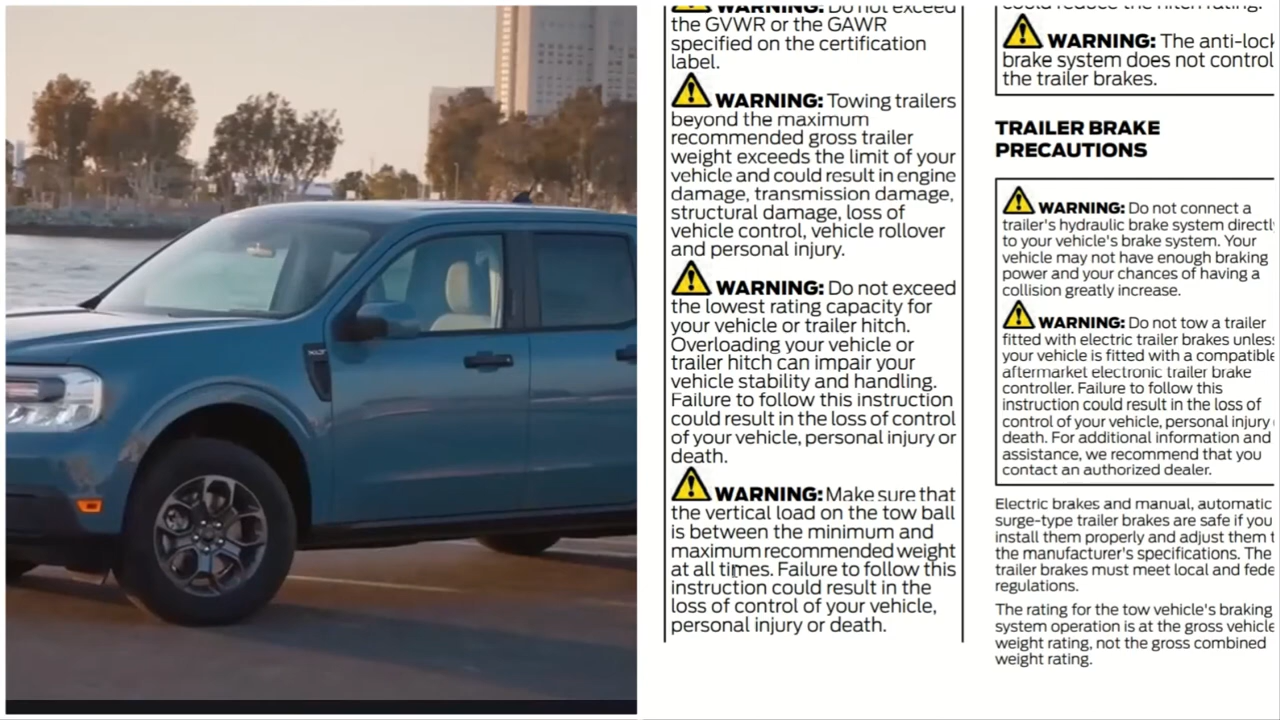 XLT
WARNING: Do not exceed
the GVWR or the GAWR
specified on the certification
label.
WARNING: Towing trailers
beyond the maximum
recommended gross trailer
weight exceeds the limit of your
vehicle and could result in engine
damage, transmission damage,
structural damage, loss of
vehicle control, vehicle rollover
and personal injury.
WARNING: Do not exceed
the lowest rating capacity for
your vehicle or trailer hitch.
Overloading your vehicle or
trailer hitch can impair your
vehicle stability and handling.
Failure to follow this instruction
could result in the loss of control
of your vehicle, personal injury or
death.
WARNING: Make sure that
the vertical load on the tow ball
is between the minimum and
maximum recommended weight
at all times. Failure to follow this
instruction could result in the
loss of control of your vehicle,
personal injury or death.
could reduce the hitch rating.
WARNING: The anti-lock
brake system does not control
the trailer brakes.
TRAILER BRAKE
PRECAUTIONS
WARNING: Do not connect a
trailer's hydraulic brake system directly
to your vehicle's brake system. Your
vehicle may not have enough braking
power and your chances of having a
collision greatly increase.
WARNING: Do not tow a trailer
fitted with electric trailer brakes unless
your vehicle is fitted with a compatible
aftermarket electronic trailer brake
controller. Failure to follow this
instruction could result in the loss of
control of your vehicle, personal injury
death. For additional information and
assistance, we recommend that you
contact an authorized dealer.
Electric brakes and manual, automatic
surge-type trailer brakes are safe if you
install them properly and adjust them t
the manufacturer's specifications. The
trailer brakes must meet local and fede
regulations.
The rating for the tow vehicle's braking
system operation is at the gross vehicle
weight rating, not the gross combined
weight rating.